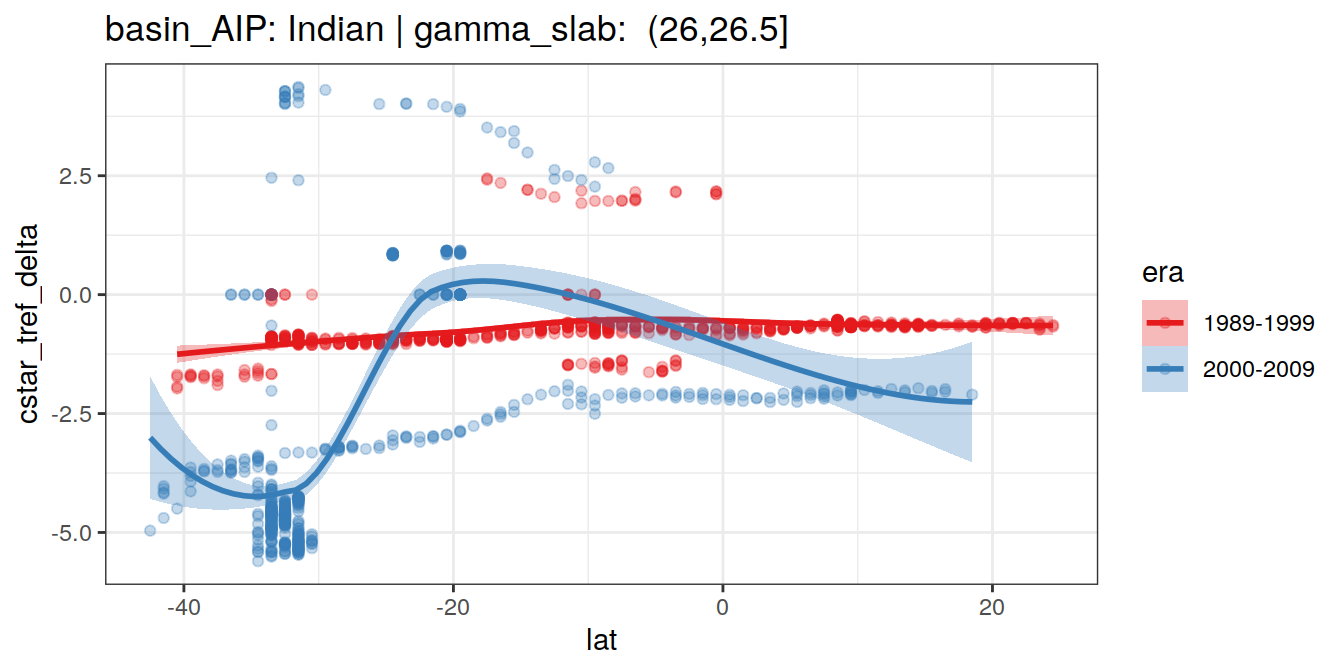 basin_AIP: Indian | gamma_slab:  (26,26.5]
cstar_tref_delta
2.5
0.0
-2.5
-5.0
-40
-20
0
20
lat
era
1989-1999
2000-2009